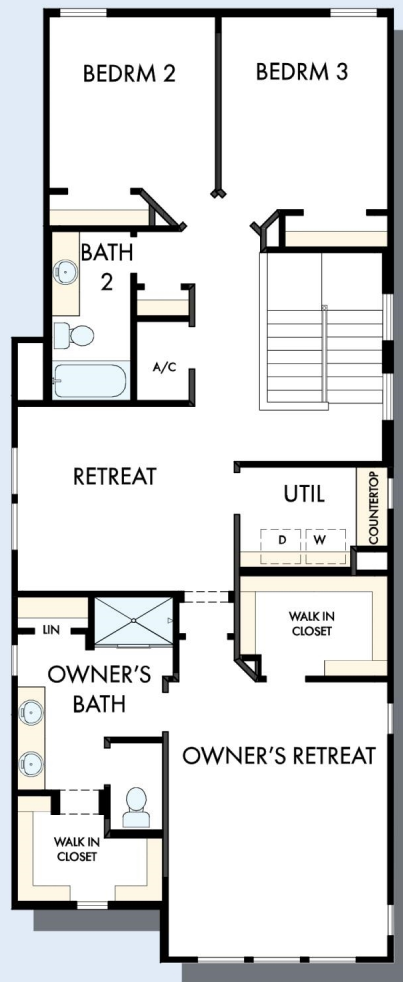 BEDRM 2
BEDRM 3
BATH
2
A/C
RETREAT
UTIL
COUNTERTOP
D
W
LIN
WALK IN
CLOSET
OWNER'S
BATH
OWNER'S RETREAT
WALK IN
CLOSET